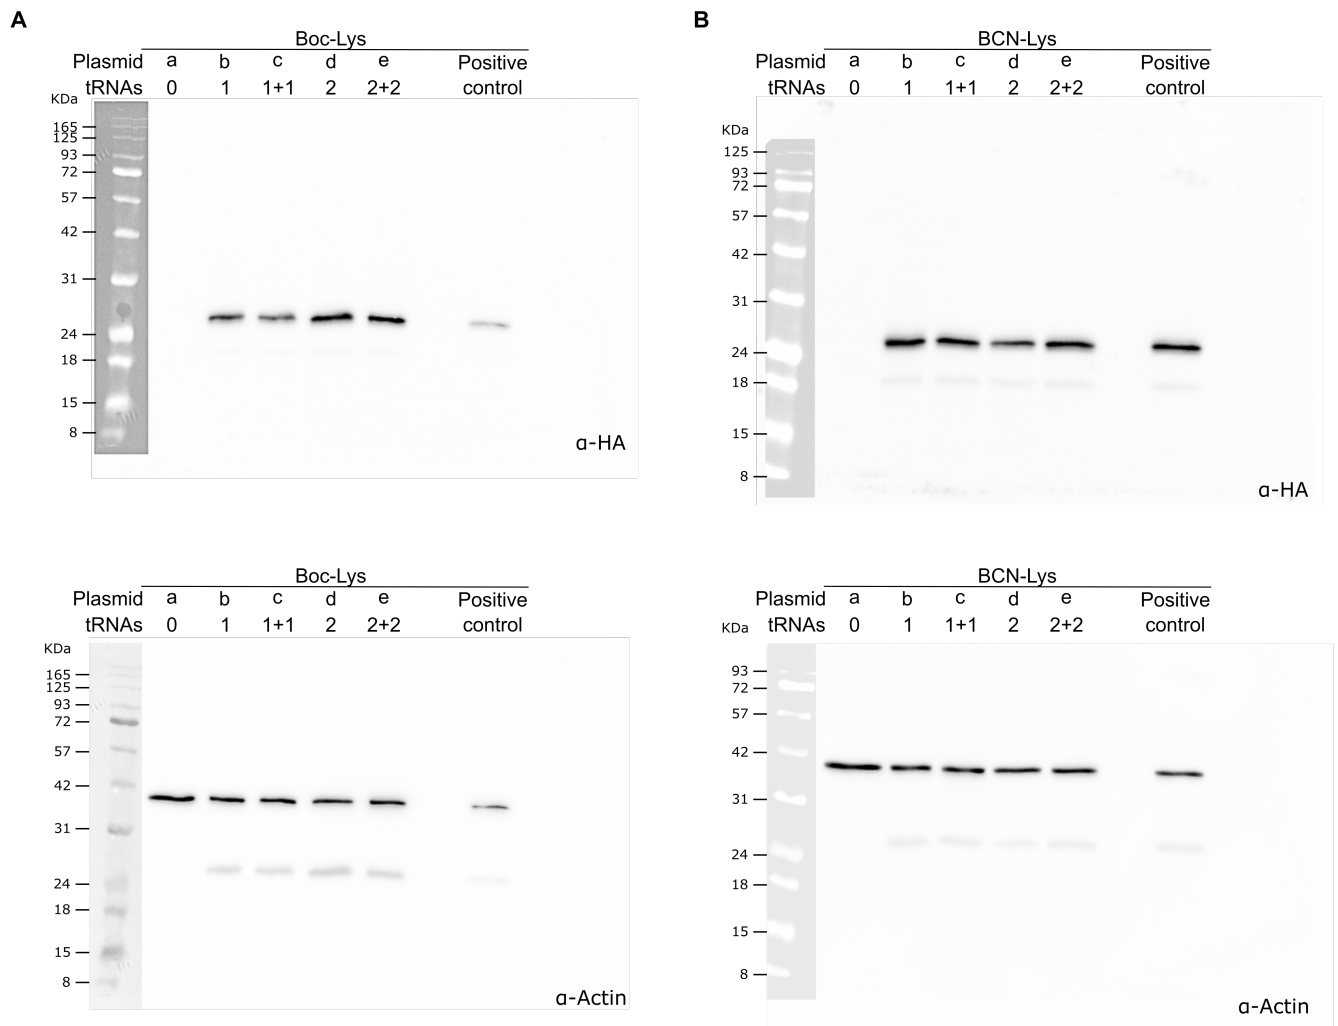 A
Boc-Lys
Plasmid a b c d e Positive
tRNAs 0 1 1+1 2 2+2 control
KDa
165
125
93
72
57
42
31
24
18
15
8
α-HA
B
BCN-Lys
Plasmid a b c d e Positive
tRNAs 0 1 1+1 2 2+2 control
KDa
125
93
72
57
42
31
24
18
15
8
α-HA
Boc-Lys
Plasmid a b c d e Positive
tRNAs 0 1 1+1 2 2+2 control
KDa
165
125
93
72
57
42
31
24
18
15
8
α-Actin
BCN-Lys
Plasmid a b c d e Positive
KDa tRNAs 0 1 1+1 2 2+2 control
93
72
57
42
31
24
18
15
8
α-Actin